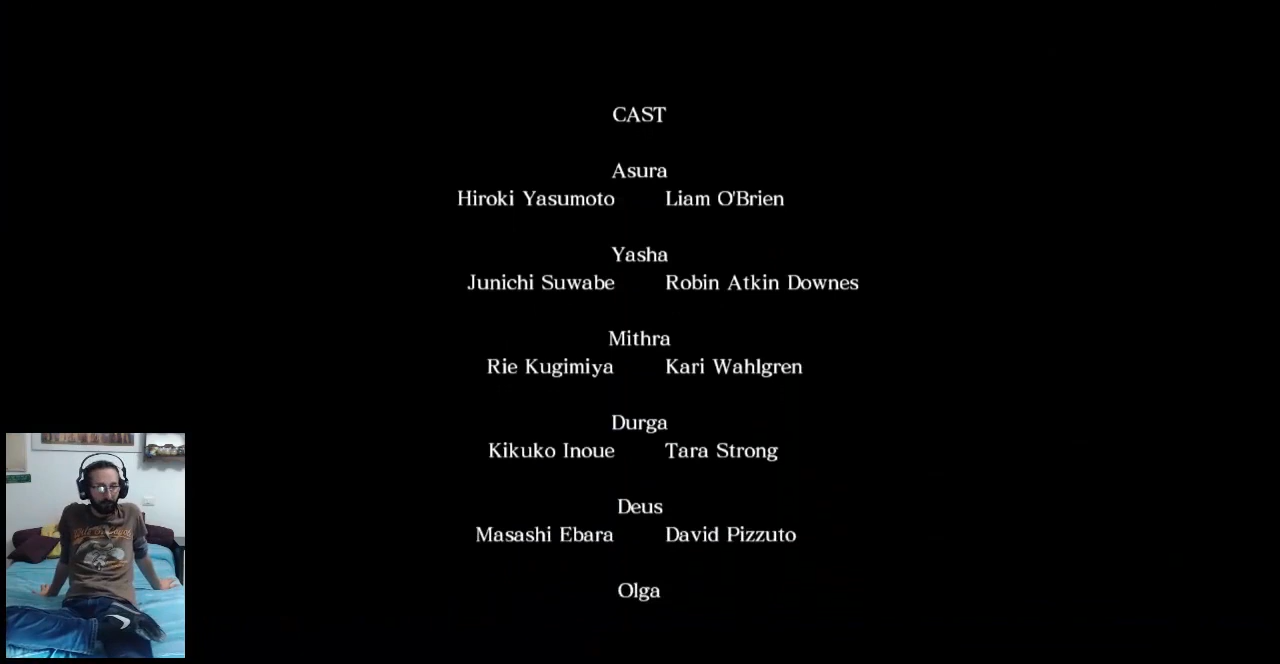 CAST
Asura
Hiroki Yasumoto Liam O'Brien
Yasha
Junichi Suwabe Robin Atkin Downes
Mithra
Rie Kugimiya Kari Wahlgren
Durga
Kikuko Inoue Tara Strong
Deus
Masashi Ebara David Pizzuto
Olga